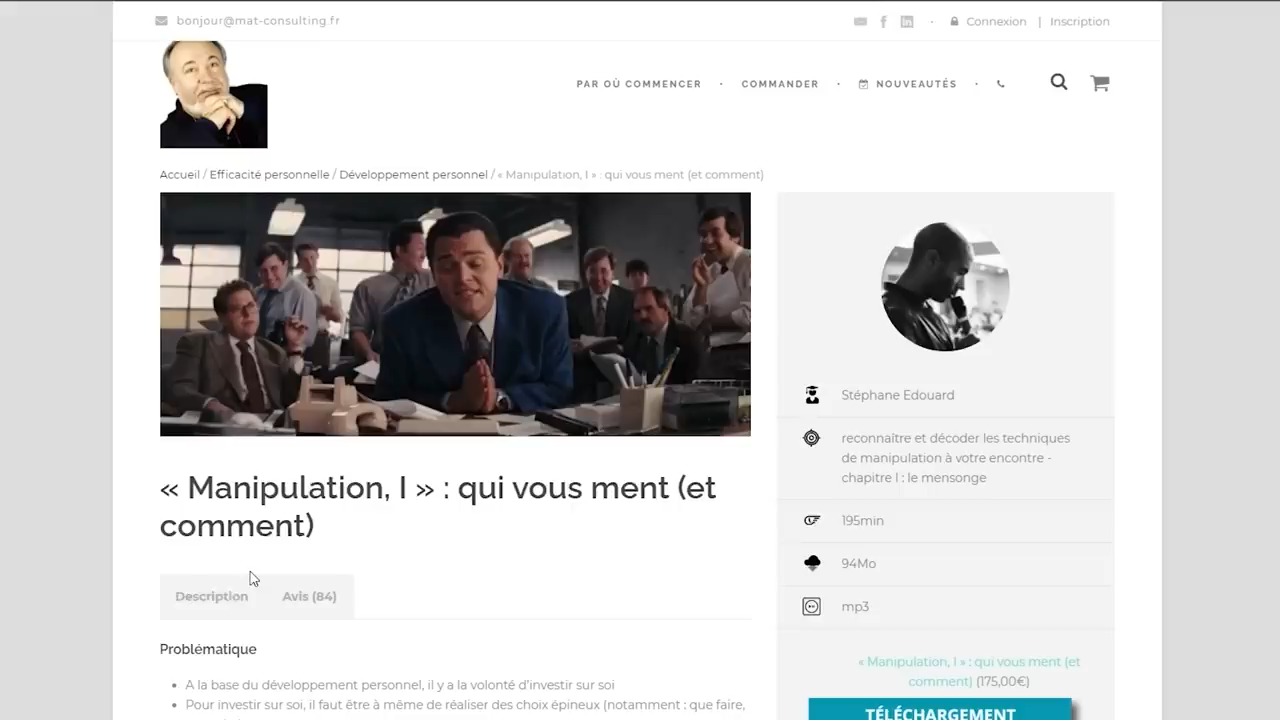 bonjour@mat-consulting.fr
Connexion | Inscription
PAR OÙ COMMENCER
COMMANDER
NOUVEAUTÉS
Accueil / Efficacité personnelle / Développement personnel / « Manipulation, I » : qui vous ment (et comment)
Stéphane Edouard
reconnaître et décoder les techniques
de manipulation à votre encontre -
chapitre I : le mensonge
195min
94Mo
mp3
« Manipulation, I » : qui vous ment (et
comment) (175,00€)
TÉLÉCHARGEMENT
« Manipulation, I » : qui vous ment (et
comment)
Description
Avis (84)
Problématique
• A la base du développement personnel, il y a la volonté d'investir sur soi
• Pour investir sur soi, il faut être à même de réaliser des choix épineux (notamment : que faire,